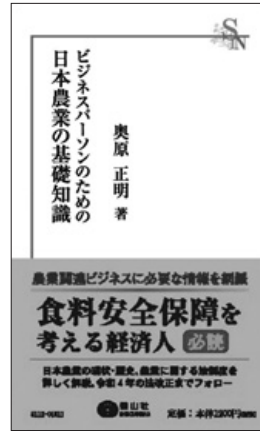 SN
ビジネスパーソンのための
日本農業の基礎知識
奥原 正明 著
農業関連ビジネスに必要な情報を網羅
食料安全保障を
考える経済人 必読
日本農業の現状・歴史、農業に関する諸制度を
詳しく解説。令和4年の法改正までフォロー
信山社
定価：本体2300円